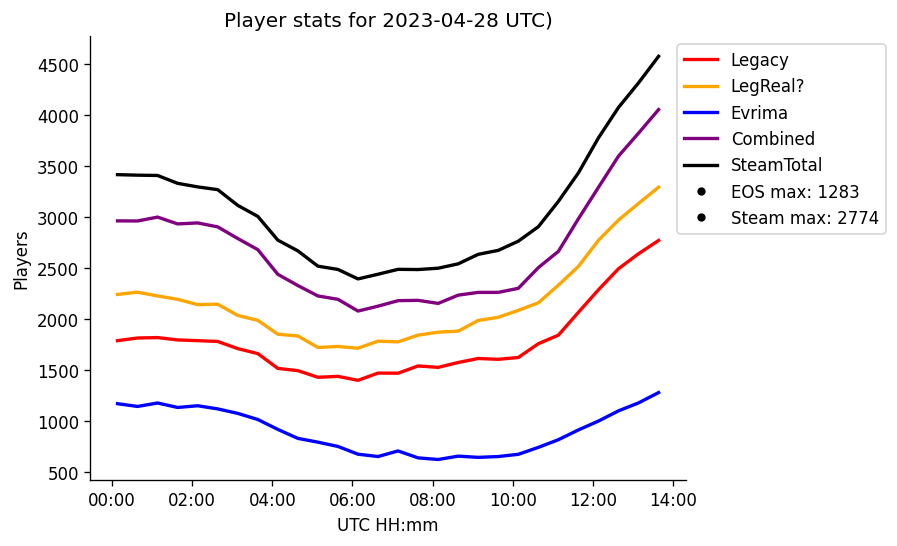 Player stats for 2023-04-28 UTC)
Legacy
LegReal?
Evrima
Combined
SteamTotal
EOS max: 1283
Steam max: 2774
Players
4500
4000
3500
3000
2500
2000
1500
1000
500
00:00 02:00 04:00 06:00 08:00 10:00 12:00 14:00
UTC HH:mm